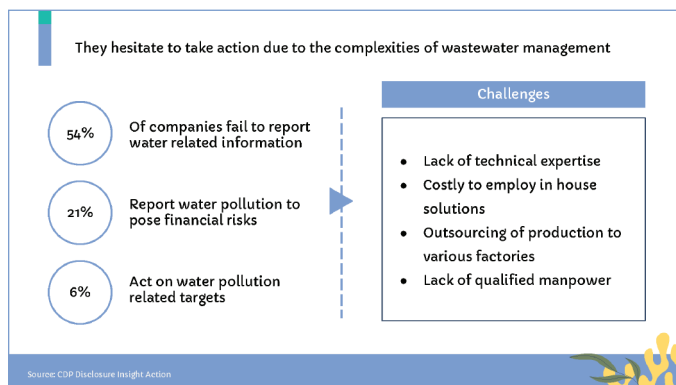 They hesitate to take action due to the complexities of wastewater management
54%
Of companies fail to report
water related information
21%
Report water pollution to
pose financial risks
6%
Act on water pollution
related targets
Challenges
● Lack of technical expertise
● Costly to employ in house
solutions
● Outsourcing of production to
various factories
● Lack of qualified manpower
Source: CDP Disclosure Insight Action